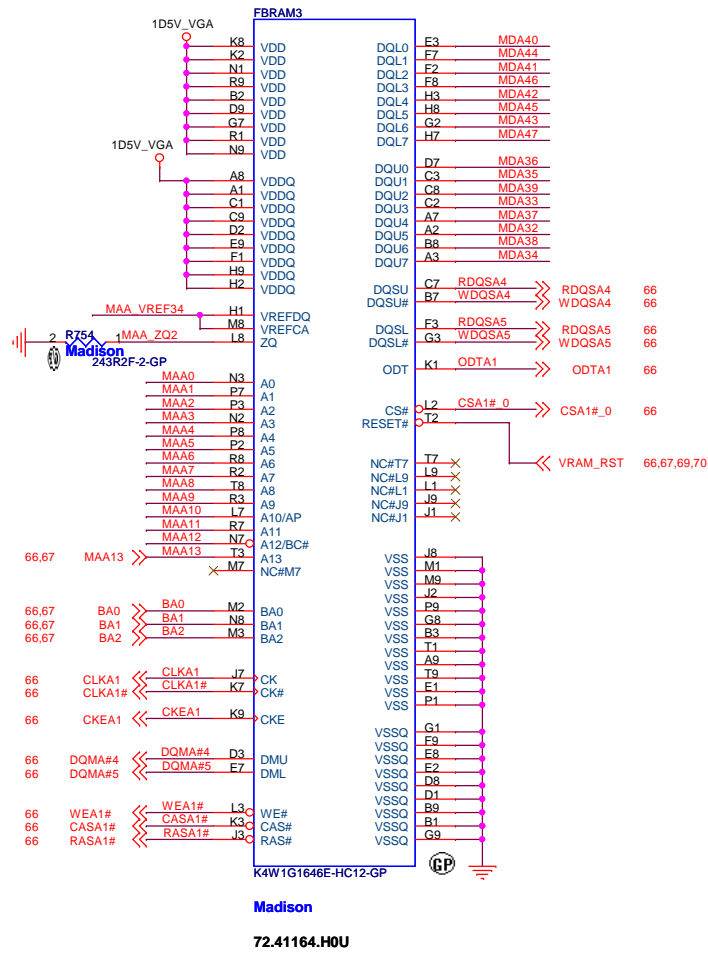 FBRAM3
1D5V_VGA
K8 VDD
K2 VDD
N1 VDD
R9 VDD
B2 VDD
D9 VDD
G7 VDD
R1 VDD
N9 VDD
1D5V_VGA
A8 VDDQ
A1 VDDQ
C1 VDDQ
C9 VDDQ
D2 VDDQ
E9 VDDQ
F1 VDDQ
H9 VDDQ
H2 VDDQ
MAA_VREF34 H1 VREFDQ
M8 VREFCA
2 R754 1 MAA_ZQ2 L8 ZQ
Madison
243R2F-2-GP
MAA0 N3 A0
MAA1 P7 A1
MAA2 P3 A2
MAA3 N2 A3
MAA4 P8 A4
MAA5 P2 A5
MAA6 R8 A6
MAA7 R2 A7
MAA8 T8 A8
MAA9 R3 A9
MAA10 L7 A10/AP
MAA11 R7 A11
MAA12 N7 A12/BC#
66,67 MAA13 MAA13 T3 A13
M7 NC#M7
66,67 BA0 BA0 M2 BA0
66,67 BA1 BA1 N8 BA1
66,67 BA2 BA2 M3 BA2
66 CLKA1 CLKA1 J7 CK
66 CLKA1# CLKA1# K7 CK#
66 CKEA1 CKEA1 K9 CKE
66 DQMA#4 DQMA#4 D3 DMU
66 DQMA#5 DQMA#5 E7 DML
66 WEA1# WEA1# L3 WE#
66 CASA1# CASA1# K3 CAS#
66 RASA1# RASA1# J3 RAS#
DQL0 E3 MDA40
DQL1 F7 MDA44
DQL2 F2 MDA41
DQL3 F8 MDA46
DQL4 H3 MDA42
DQL5 H8 MDA45
DQL6 G2 MDA43
DQL7 H7 MDA47
DQU0 D7 MDA36
DQU1 C3 MDA35
DQU2 C8 MDA39
DQU3 C2 MDA33
DQU4 A7 MDA37
DQU5 A2 MDA32
DQU6 B8 MDA38
DQU7 A3 MDA34
DQSU C7 RDQSA4 RDQSA4 66
DQSU# B7 WDQSA4 WDQSA4 66
DQSL F3 RDQSA5 RDQSA5 66
DQSL# G3 WDQSA5 WDQSA5 66
ODT K1 ODTA1 ODTA1 66
CS# L2 CSA1#_0 CSA1#_0 66
RESET# T2
VRAM_RST 66,67,69,70
NC#T7 T7
NC#L9 L9
NC#L1 L1
NC#J9 J9
NC#J1 J1
VSS J8
VSS M1
VSS M9
VSS J2
VSS P9
VSS G8
VSS B3
VSS T1
VSS A9
VSS T9
VSS E1
VSS P1
VSSQ G1
VSSQ F9
VSSQ E8
VSSQ E2
VSSQ D8
VSSQ D1
VSSQ B9
VSSQ B1
VSSQ G9
K4W1G1646E-HC12-GP
GP
Madison
72.41164.H0U